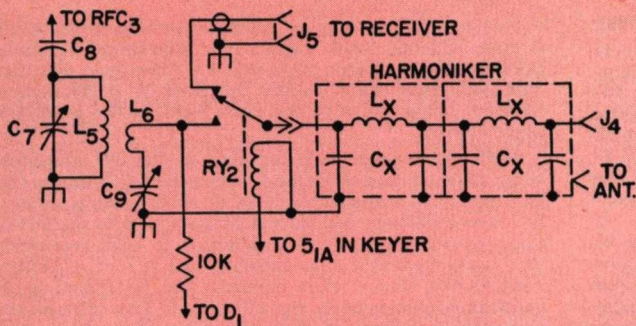 TO RFC3
C8
J5 TO RECEIVER
HARMONIKER
LX LX
J4
C7 L5 L6
RY2
CX CX
C9
TO ANT.
10K
TO 51A IN KEYER
TO D1